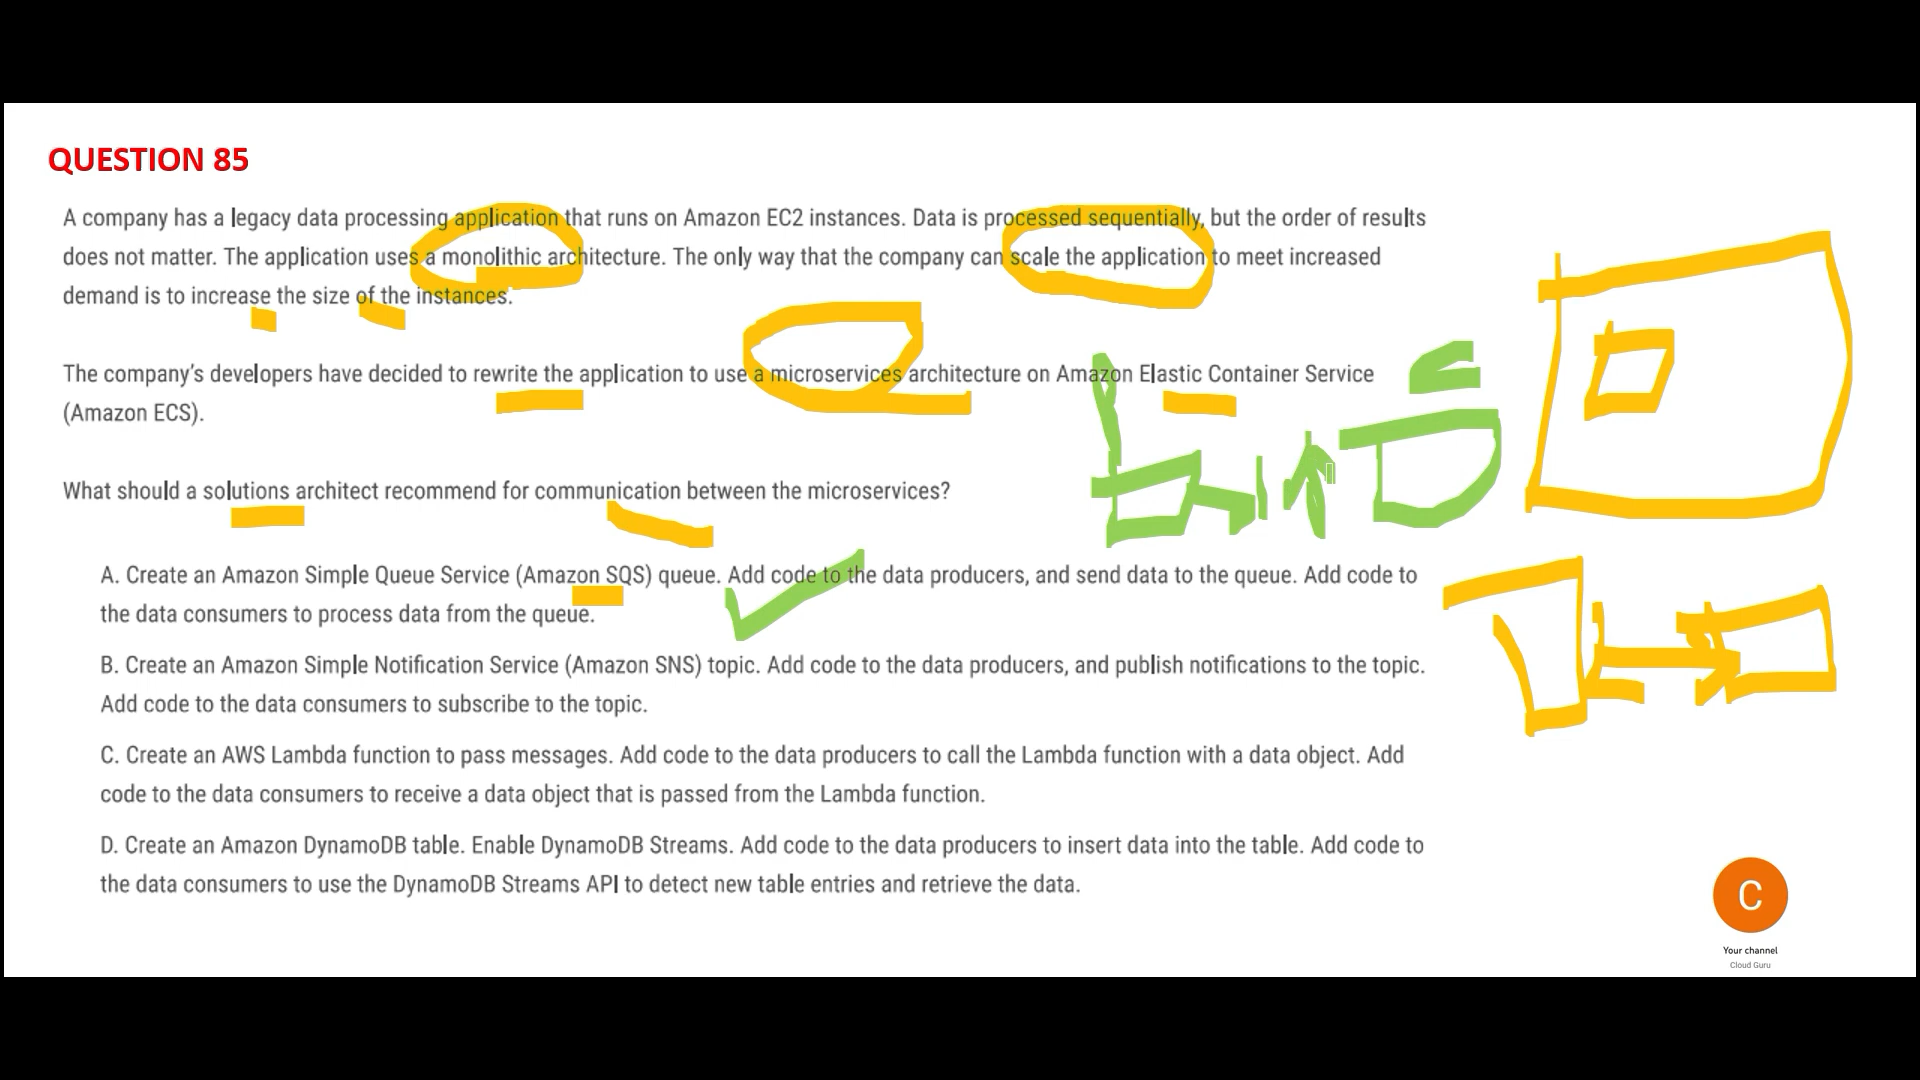 QUESTION 85
A company has a legacy data processing application that runs on Amazon EC2 instances. Data is processed sequentially, but the order of results
does not matter. The application uses a monolithic architecture. The only way that the company can scale the application to meet increased
demand is to increase the size of the instances.
The company's developers have decided to rewrite the application to use a microservices architecture on Amazon Elastic Container Service
(Amazon ECS).
What should a solutions architect recommend for communication between the microservices?
A. Create an Amazon Simple Queue Service (Amazon SQS) queue. Add code to the data producers, and send data to the queue. Add code to
the data consumers to process data from the queue.
B. Create an Amazon Simple Notification Service (Amazon SNS) topic. Add code to the data producers, and publish notifications to the topic.
Add code to the data consumers to subscribe to the topic.
C. Create an AWS Lambda function to pass messages. Add code to the data producers to call the Lambda function with a data object. Add
code to the data consumers to receive a data object that is passed from the Lambda function.
D. Create an Amazon DynamoDB table. Enable DynamoDB Streams. Add code to the data producers to insert data into the table. Add code to
the data consumers to use the DynamoDB Streams API to detect new table entries and retrieve the data.
C
Your channel
Cloud Guru